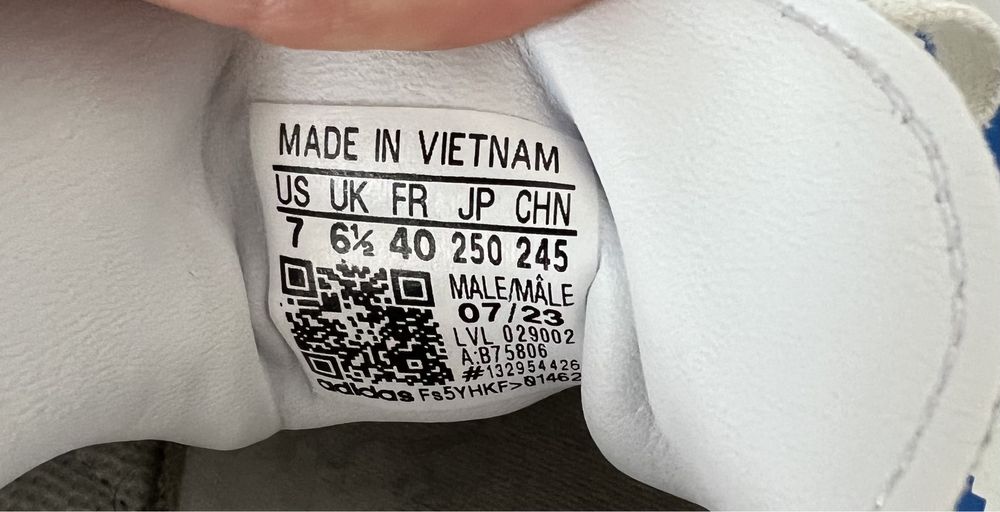 MADE IN VIETNAM
US UK FR JP CHN
7 6½ 40 250 245
MALE/MÂLE
07/23
LVL 029002
A:B75806
#132954426
adidas Fs5YHKF>01462